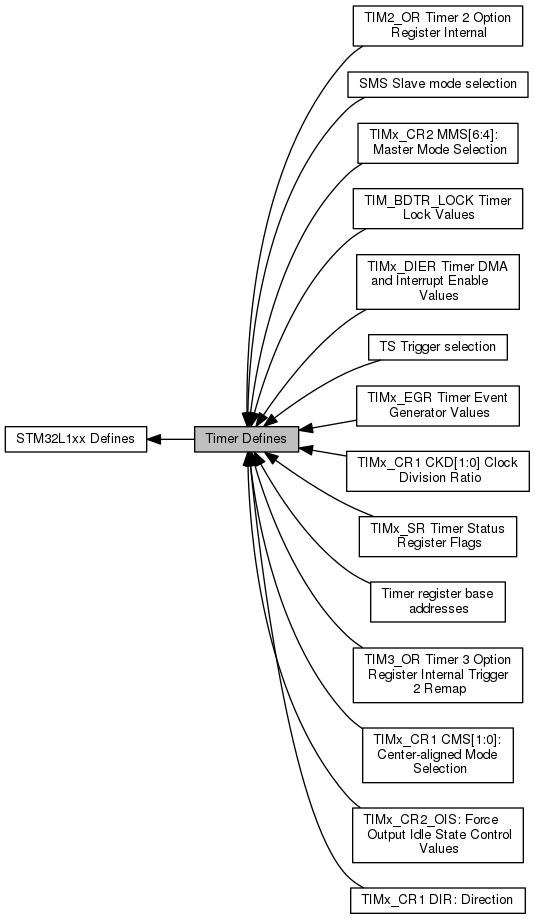 TIM2_OR Timer 2 Option
Register Internal
SMS Slave mode selection
TIMx_CR2 MMS[6:4]:
Master Mode Selection
TIM_BDTR_LOCK Timer
Lock Values
TIMx_DIER Timer DMA
and Interrupt Enable
Values
TS Trigger selection
TIMx_EGR Timer Event
Generator Values
STM32L1xx Defines
Timer Defines
TIMx_CR1 CKD[1:0] Clock
Division Ratio
TIMx_SR Timer Status
Register Flags
Timer register base
addresses
TIM3_OR Timer 3 Option
Register Internal Trigger
2 Remap
TIMx_CR1 CMS[1:0]:
Center-aligned Mode
Selection
TIMx_CR2_OIS: Force
Output Idle State Control
Values
TIMx_CR1 DIR: Direction